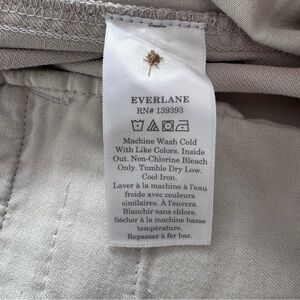 EVERLANE
RN# 139393
Machine Wash Cold
With Like Colors. Inside
Out. Non-Chlorine Bleach
Only. Tumble Dry Low.
Cool Iron.
Laver à la machine à l'eau
froide avec couleurs
similaires. À l'envers.
Blanchir sans chlore.
Sécher à la machine basse
température.
Repasser à fer bas.